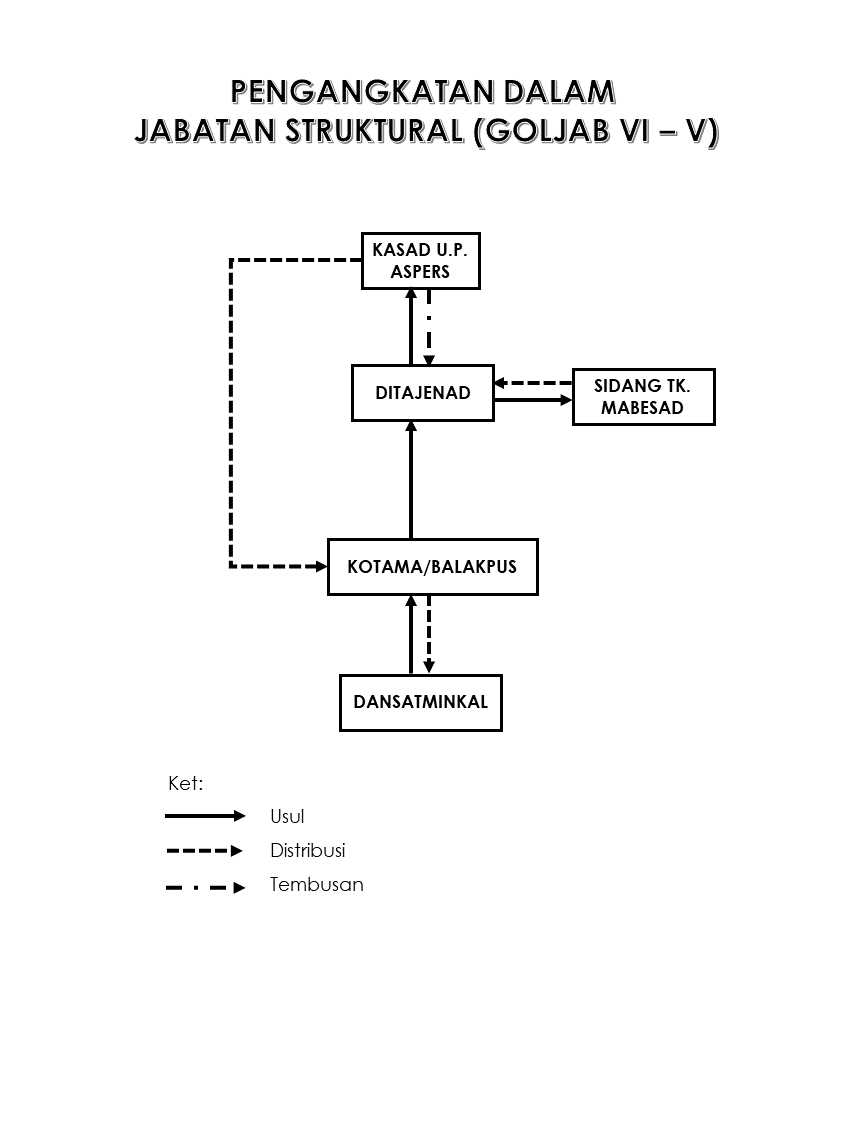 PENGANGKATAN DALAM
JABATAN STRUKTURAL (GOLJAB VI – V)
KASAD U.P.
ASPERS
DITAJENAD
SIDANG TK.
MABESAD
KOTAMA/BALAKPUS
DANSATMINKAL
Ket:
Usul
Distribusi
Tembusan